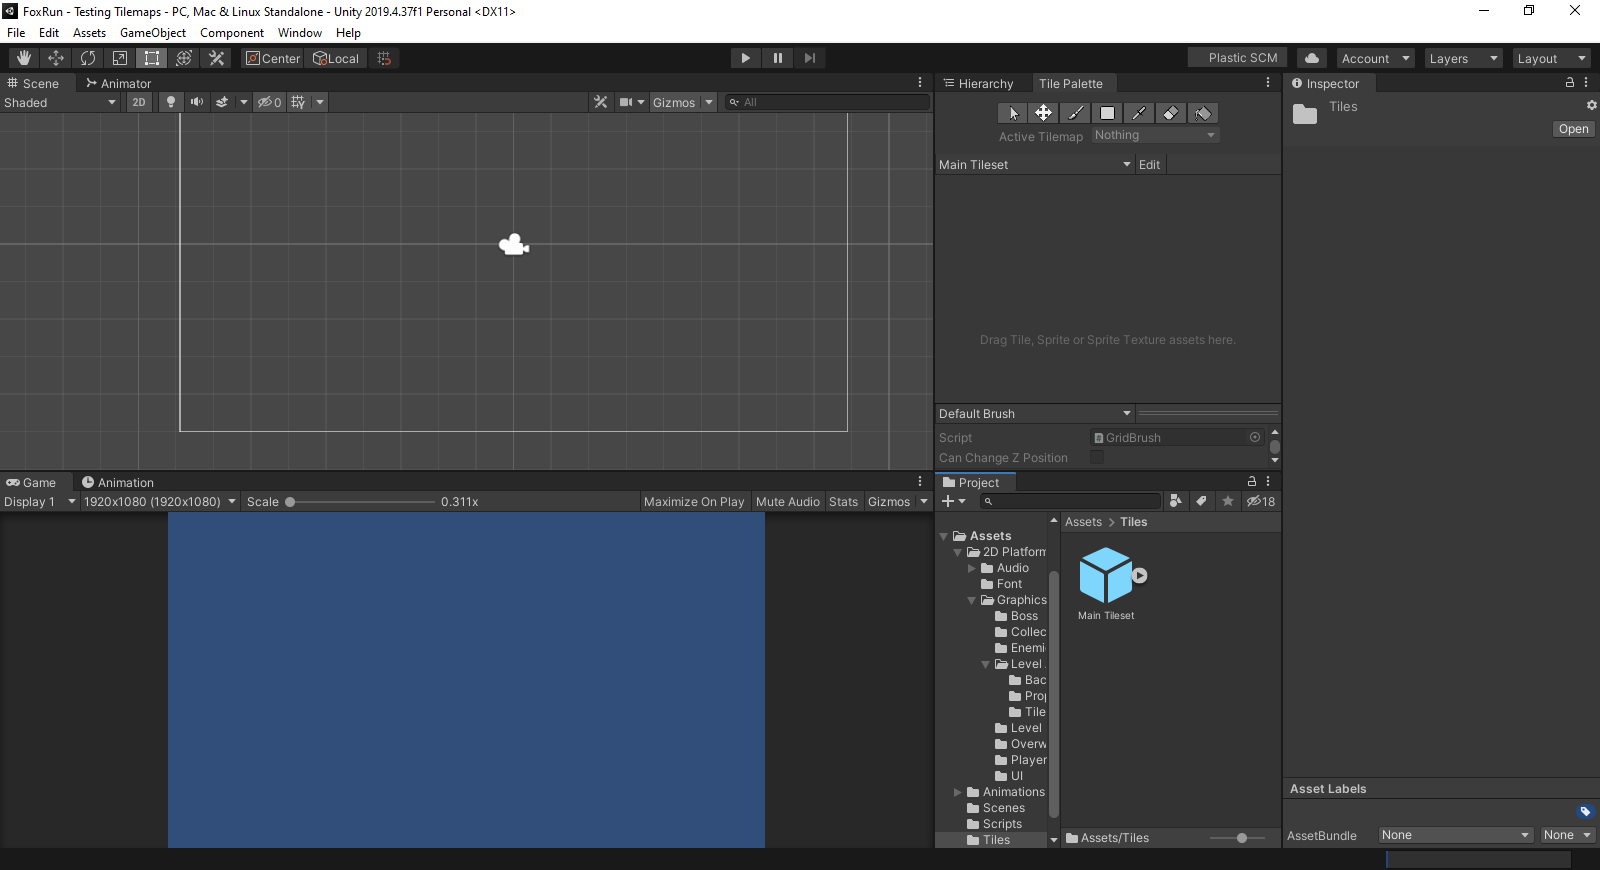 FoxRun - Testing Tilemaps - PC, Mac & Linux Standalone - Unity 2019.4.37f1 Personal <DX11>
File Edit Assets GameObject Component Window Help
Center Local Plastic SCM Account Layers Layout
Scene Animator
Shaded 2D 0 Gizmos All
Hierarchy Tile Palette
Active Tilemap Nothing
Main Tileset Edit
Drag Tile, Sprite or Sprite Texture assets here.
Default Brush
Script GridBrush
Can Change Z Position
Inspector
Tiles
Open
Game Animation
Display 1 1920x1080 (1920x1080) Scale 0.311x Maximize On Play Mute Audio Stats Gizmos
Project
18
Assets
2D Platform
Audio
Font
Graphics
Boss
Collec
Enemi
Level
Bac
Prop
Tile
Level
Overw
Player
UI
Animations
Scenes
Scripts
Tiles
Assets > Tiles
Main Tileset
Assets/Tiles
Asset Labels
AssetBundle None None